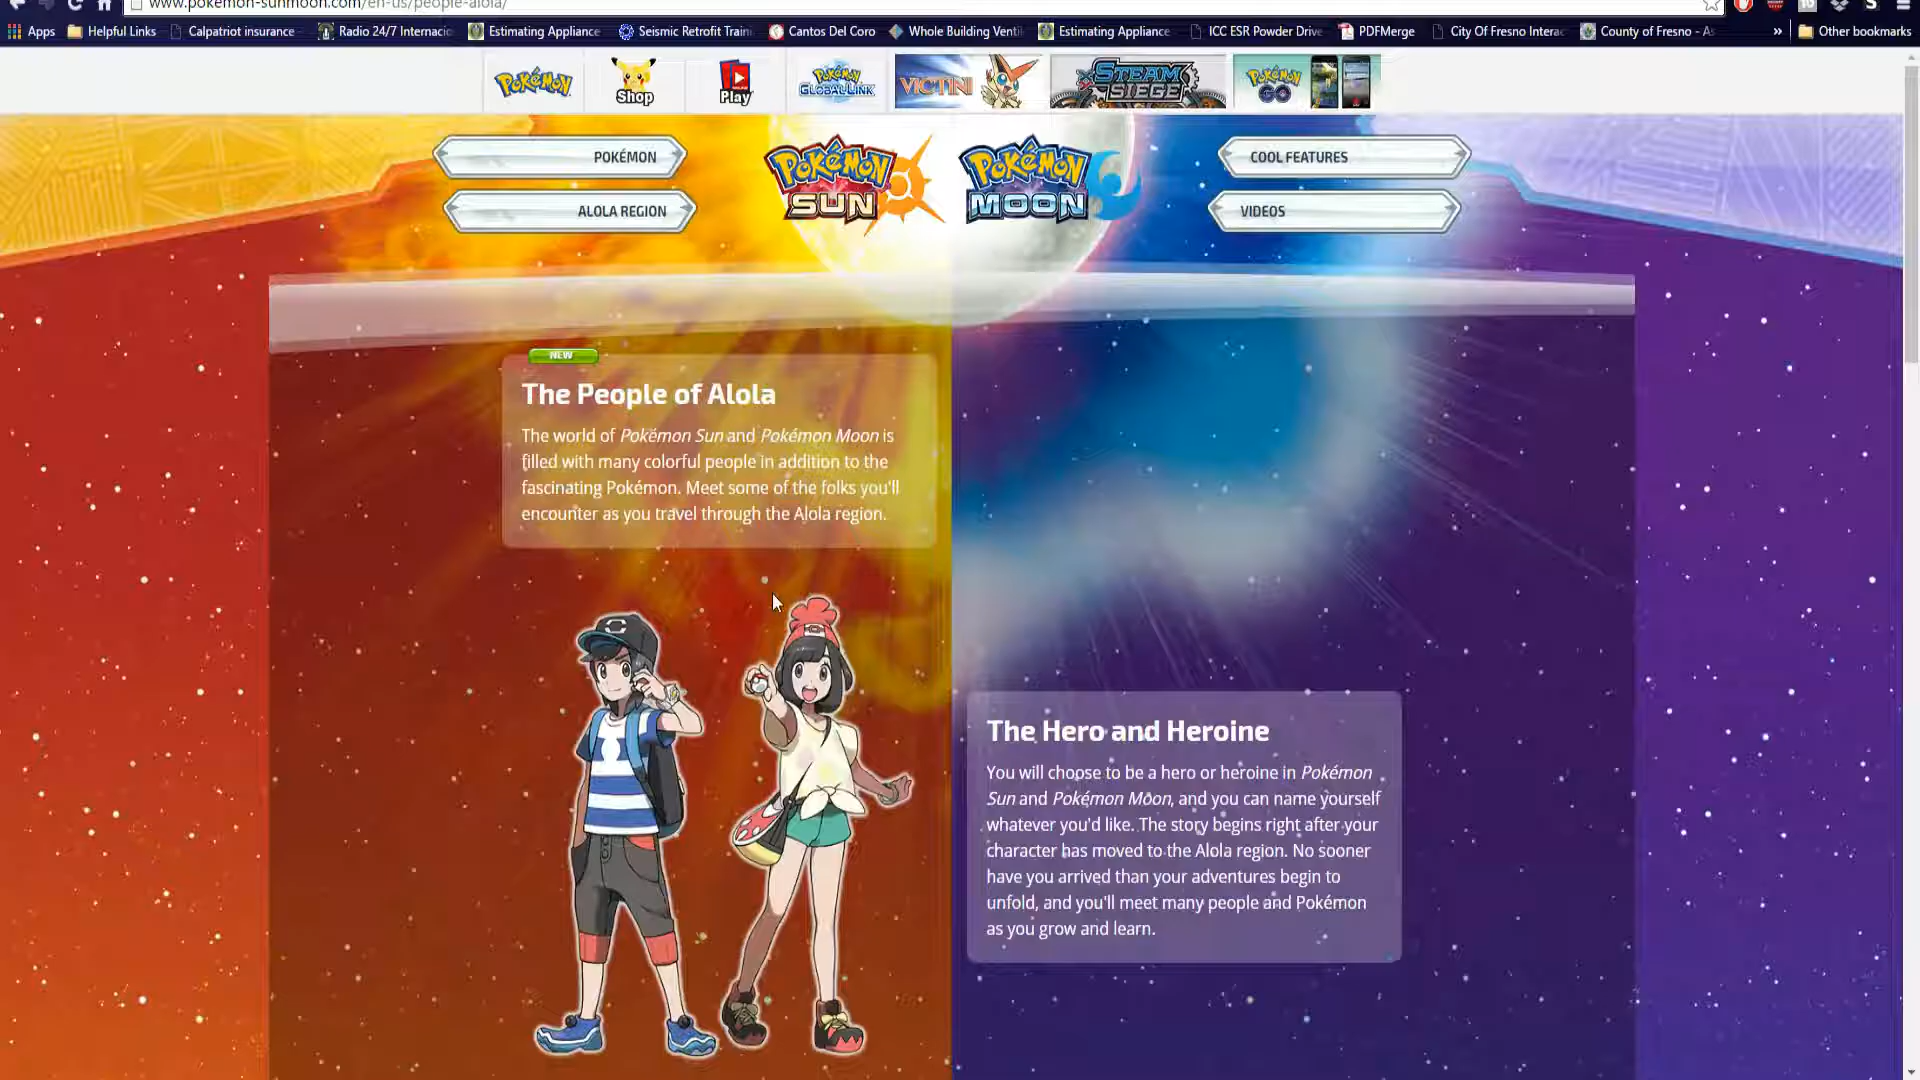 www.pokemon-sunmoon.com/en-us/people-alola/
Apps
Helpful Links
Calpatriot insurance
Radio 24/7 Internacio
Estimating Appliance
Seismic Retrofit Train
Cantos Del Coro
Whole Building Venti
Estimating Appliance
ICC ESR Powder Drive
PDFMerge
City Of Fresno Intera
County of Fresno - As
»
Other bookmarks
Pokémon
Shop
Play
Pokémon GLOBAL LINK
VICTINI
STEAM SIEGE
POKÉMON GO
POKÉMON
ALOLA REGION
POKéMON SUN
POKéMON MOON
COOL FEATURES
VIDEOS
NEW
The People of Alola
The world of Pokémon Sun and Pokémon Moon is
filled with many colorful people in addition to the
fascinating Pokémon. Meet some of the folks you'll
encounter as you travel through the Alola region.
The Hero and Heroine
You will choose to be a hero or heroine in Pokémon
Sun and Pokémon Moon, and you can name yourself
whatever you'd like. The story begins right after your
character has moved to the Alola region. No sooner
have you arrived than your adventures begin to
unfold, and you'll meet many people and Pokémon
as you grow and learn.